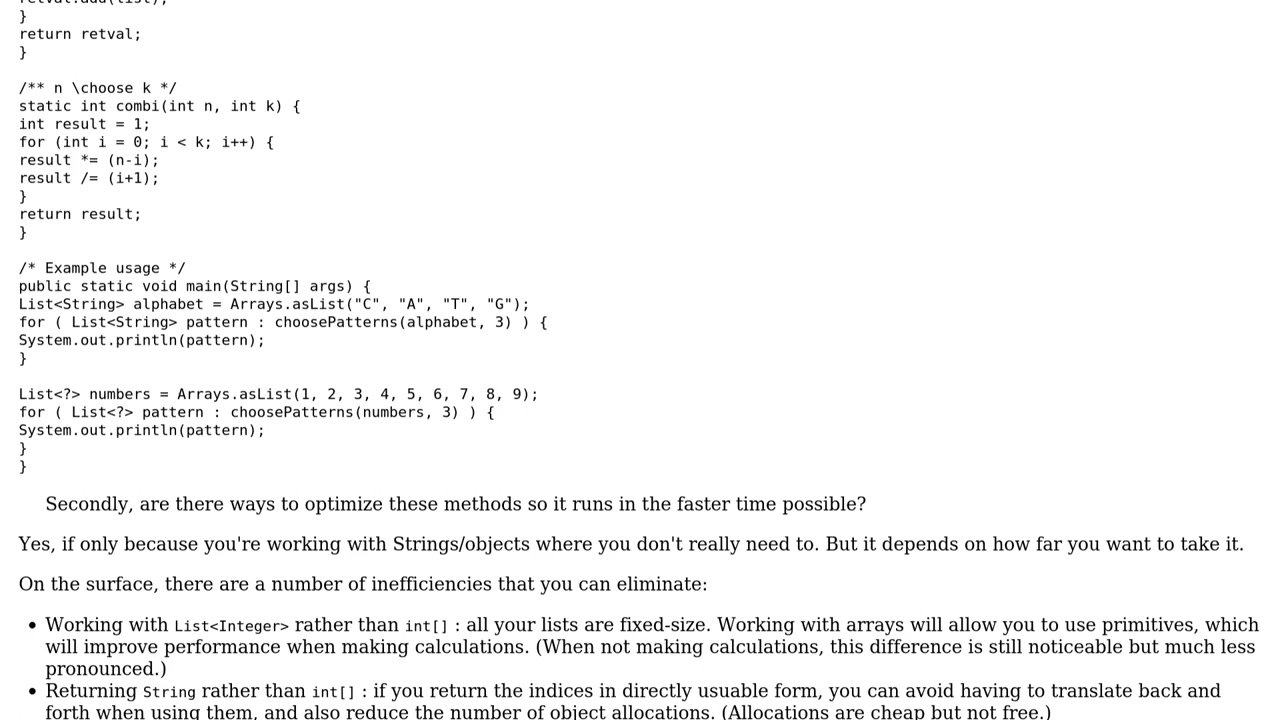 retval.add(list);
}
return retval;
}
/** n \choose k */
static int combi(int n, int k) {
int result = 1;
for (int i = 0; i < k; i++) {
result *= (n-i);
result /= (i+1);
}
return result;
}
/* Example usage */
public static void main(String[] args) {
List<String> alphabet = Arrays.asList("C", "A", "T", "G");
for ( List<String> pattern : choosePatterns(alphabet, 3) ) {
System.out.println(pattern);
}
List<?> numbers = Arrays.asList(1, 2, 3, 4, 5, 6, 7, 8, 9);
for ( List<?> pattern : choosePatterns(numbers, 3) ) {
System.out.println(pattern);
}
}
Secondly, are there ways to optimize these methods so it runs in the faster time possible?
Yes, if only because you're working with Strings/objects where you don't really need to. But it depends on how far you want to take it.
On the surface, there are a number of inefficiencies that you can eliminate:
• Working with List<Integer> rather than int[] : all your lists are fixed-size. Working with arrays will allow you to use primitives, which
will improve performance when making calculations. (When not making calculations, this difference is still noticeable but much less
pronounced.)
• Returning String rather than int[] : if you return the indices in directly usuable form, you can avoid having to translate back and
forth when using them, and also reduce the number of object allocations. (Allocations are cheap but not free.)